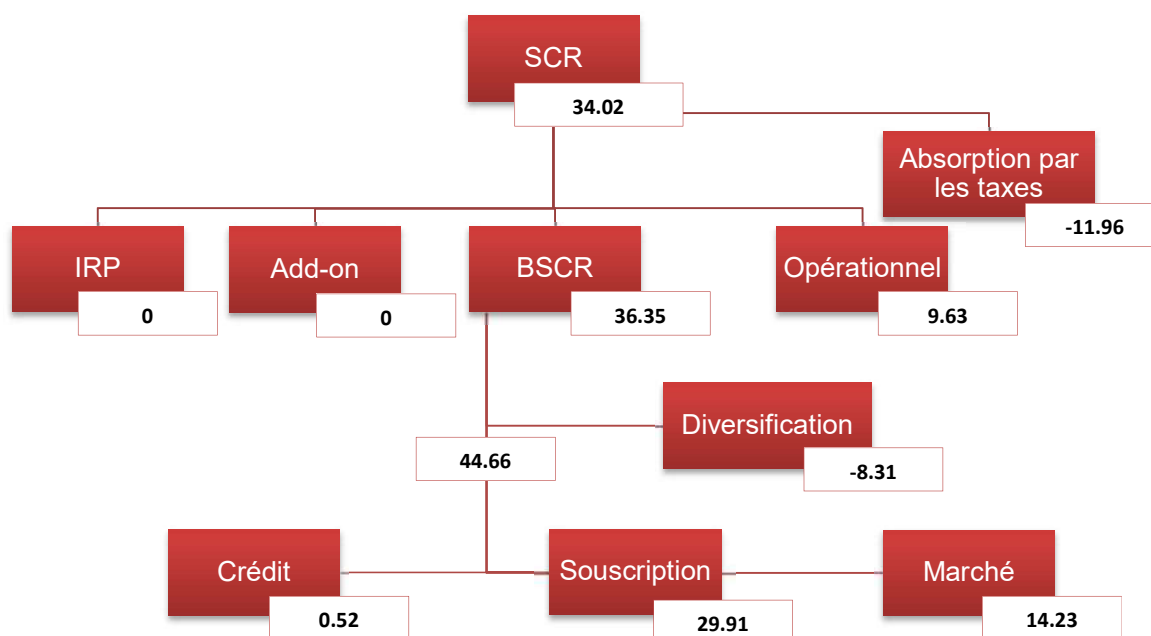 SCR
34.02
Absorption par
les taxes
-11.96
IRP
0
Add-on
0
BSCR
36.35
Opérationnel
9.63
Diversification
-8.31
44.66
Crédit
0.52
Souscription
29.91
Marché
14.23